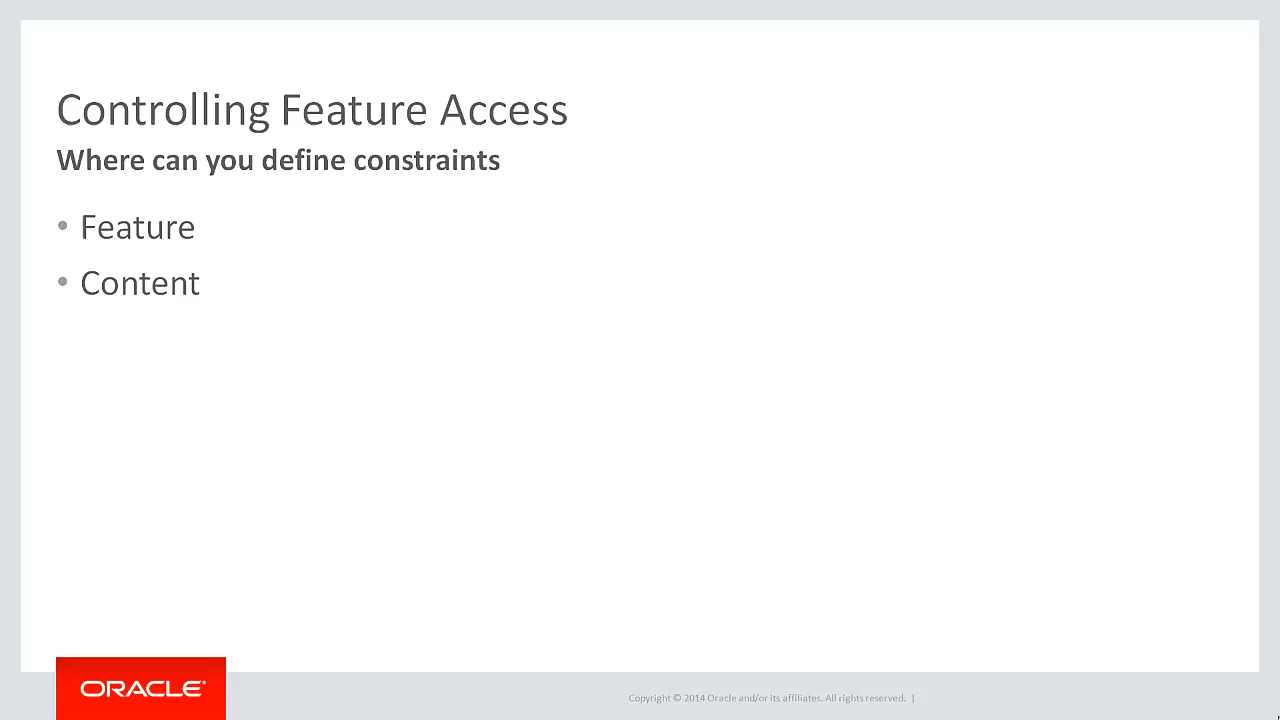 Controlling Feature Access
Where can you define constraints
• Feature
• Content
ORACLE®
Copyright © 2014 Oracle and/or its affiliates. All rights reserved. |